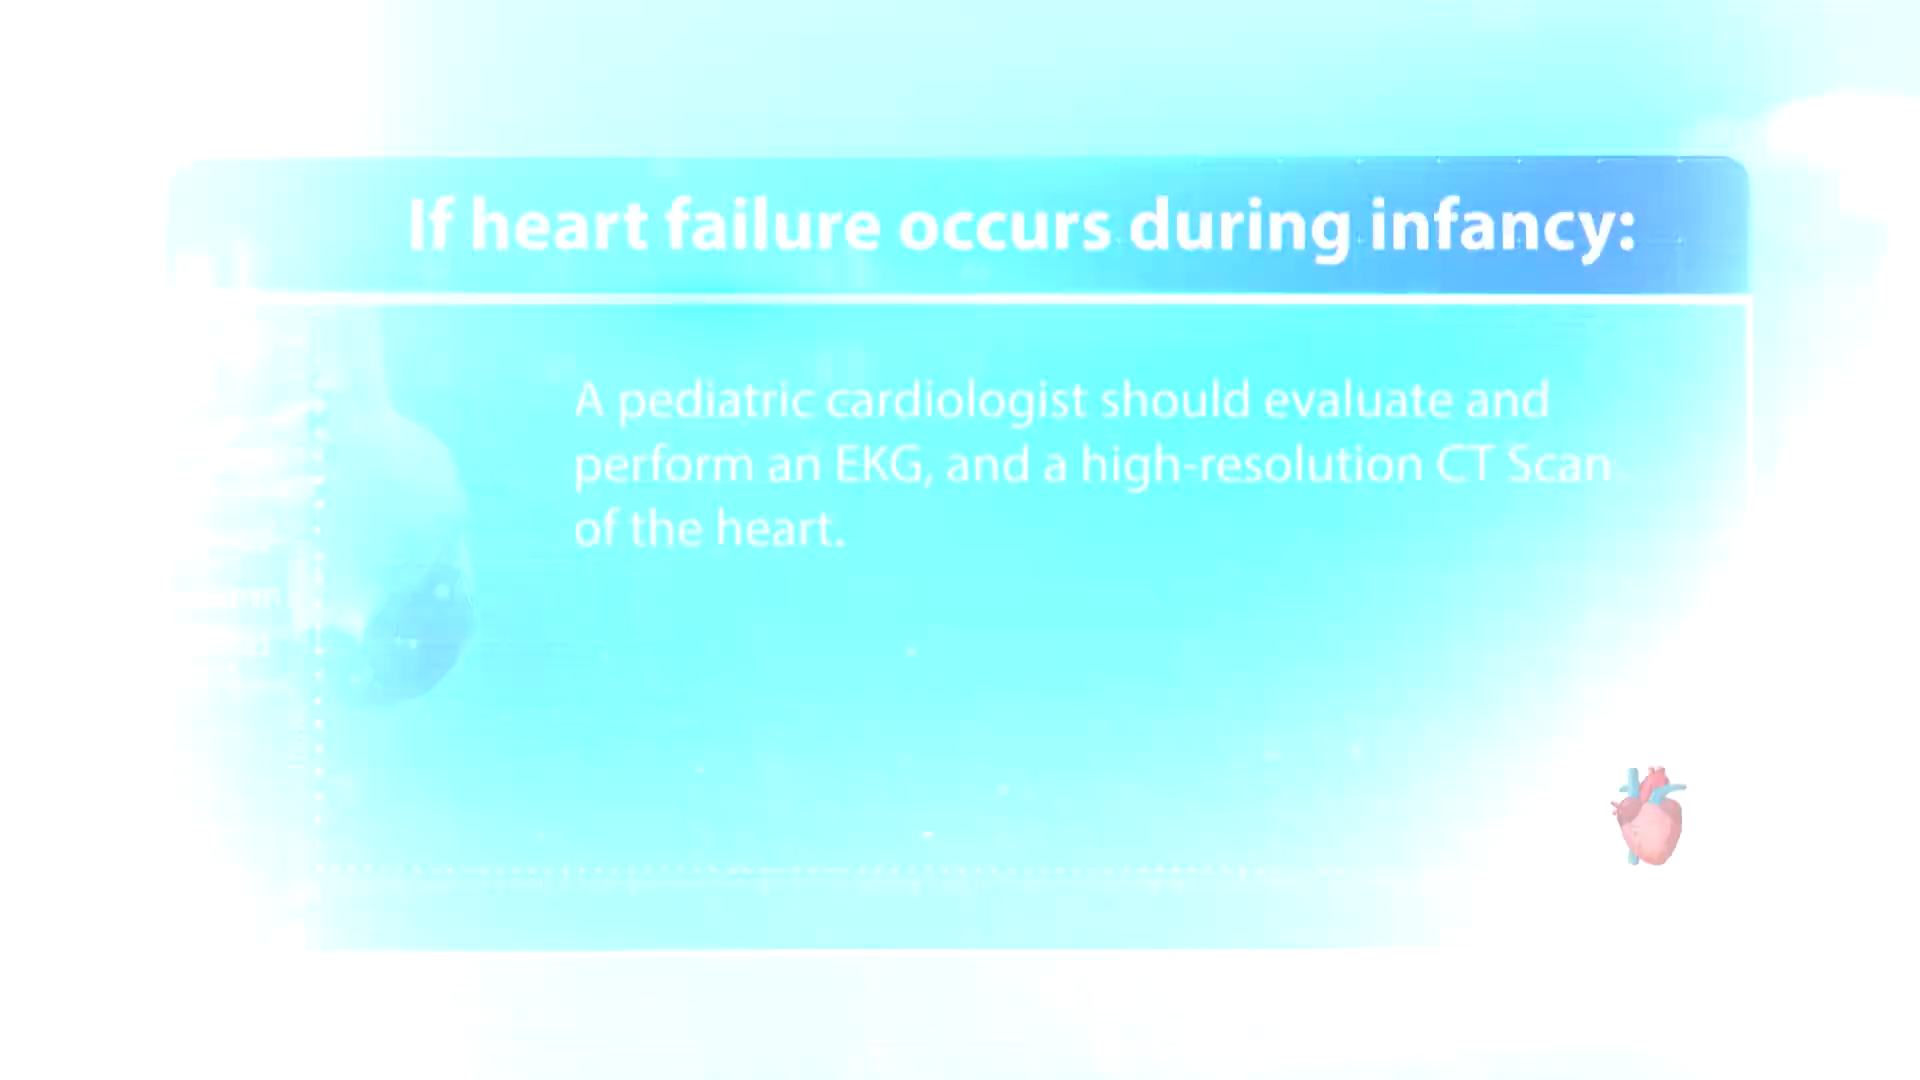 If heart failure occurs during infancy:
A pediatric cardiologist should evaluate and
perform an EKG, and a high-resolution CT Scan
of the heart.